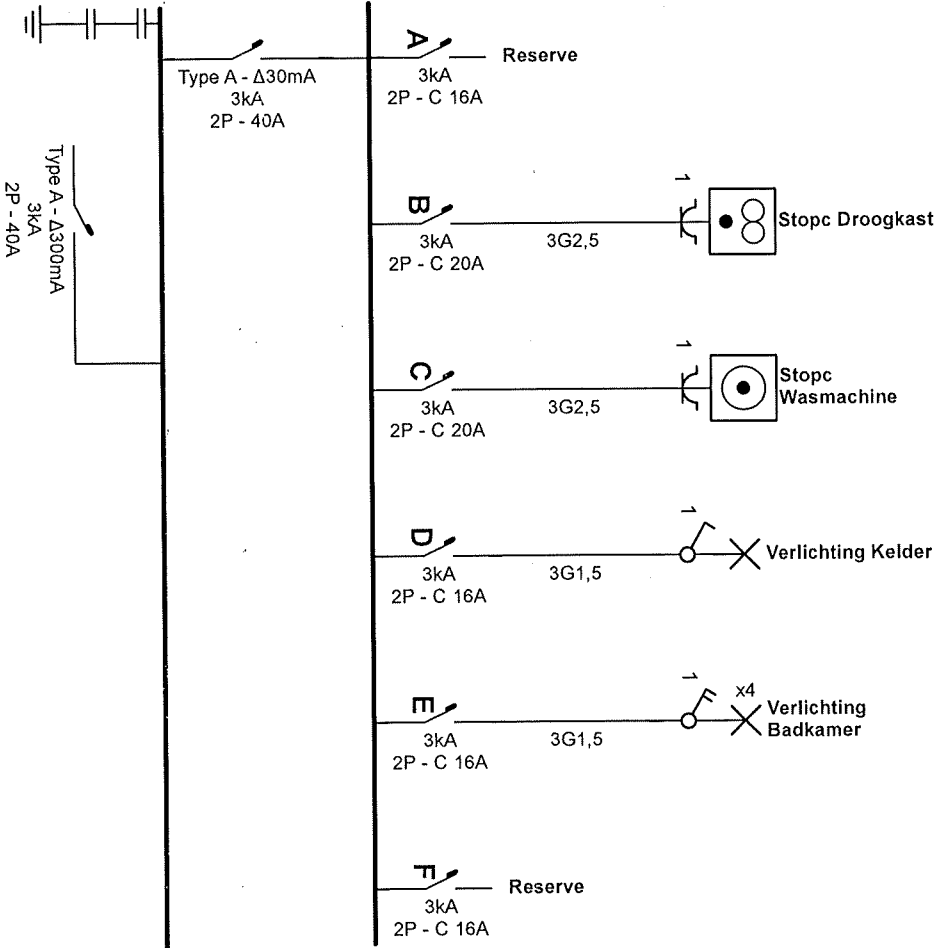 A
Reserve
3kA
2P - C 16A
Type A - Δ30mA
3kA
2P - 40A
Type A - Δ300mA
3kA
2P - 40A
B
3kA
2P - C 20A
3G2,5
1
Stopc Droogkast
C
3kA
2P - C 20A
3G2,5
1
Stopc
Wasmachine
D
3kA
2P - C 16A
3G1,5
1
Verlichting Kelder
E
3kA
2P - C 16A
3G1,5
1
x4
Verlichting
Badkamer
F
3kA
2P - C 16A
Reserve